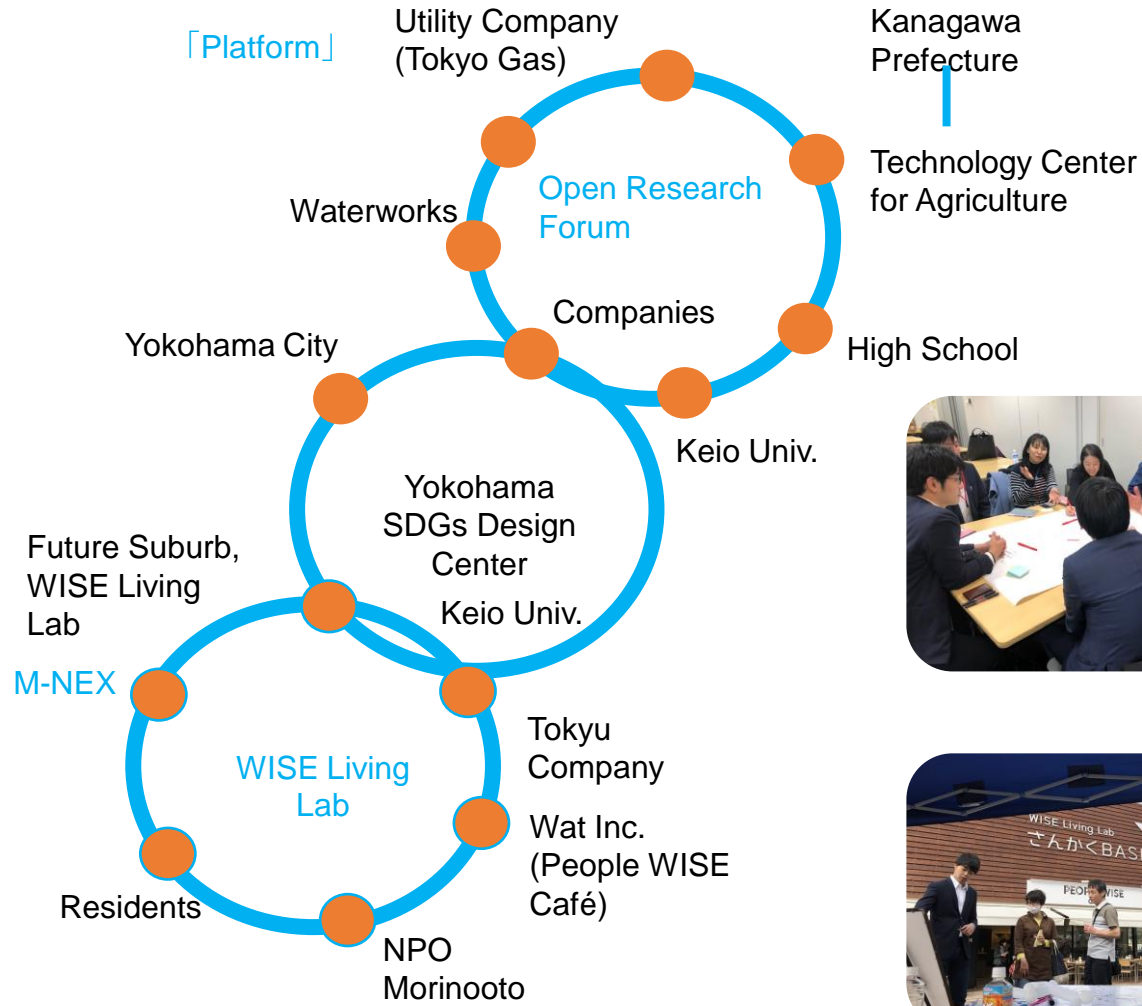 「Platform」
Utility Company
(Tokyo Gas)
Kanagawa
Prefecture
Technology Center
for Agriculture
Open Research
Forum
Waterworks
Companies
High School
Yokohama City
Keio Univ.
Yokohama
SDGs Design
Center
Keio Univ.
Future Suburb,
WISE Living
Lab
M-NEX
WISE Living
Lab
Tokyu
Company
Wat Inc.
(People WISE
Café)
Residents
NPO
Morinooto
WISE Living Lab
さんかくBASE
PEOPLE WISE